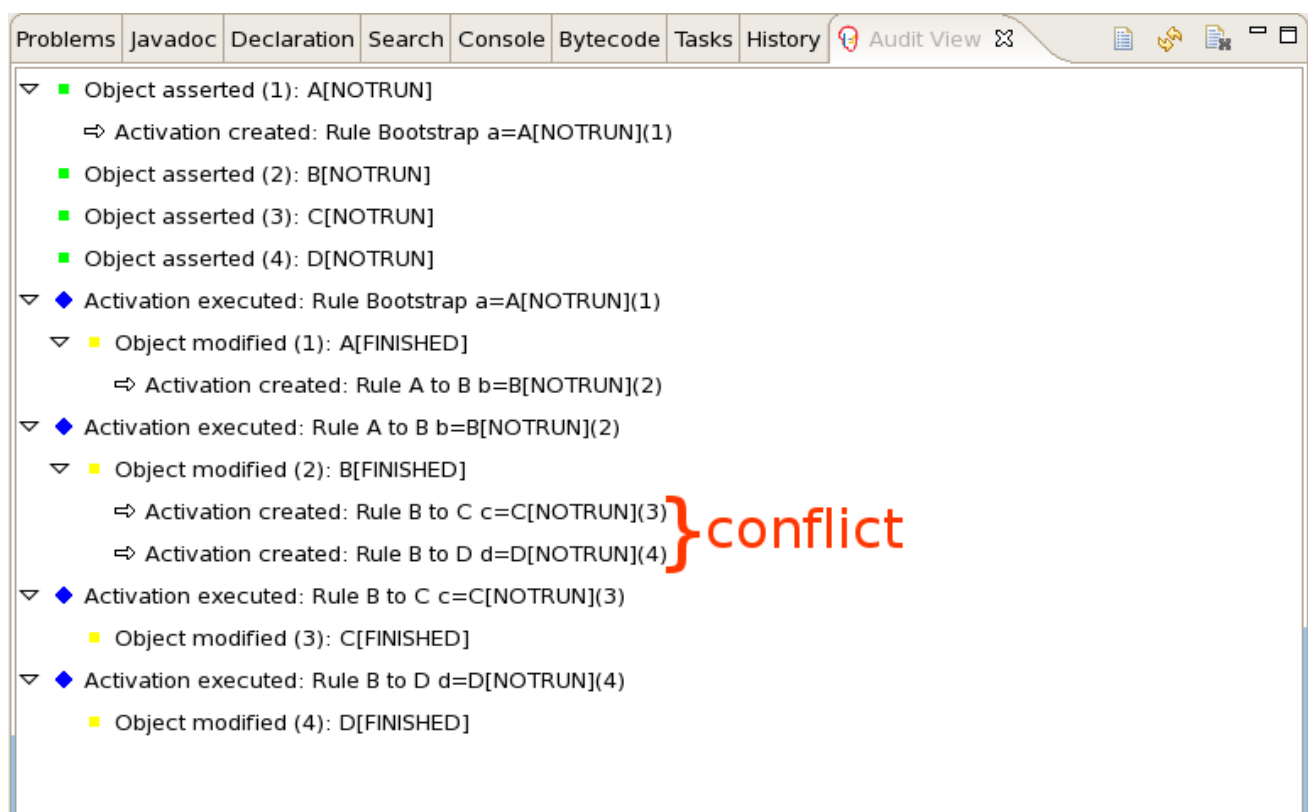 Problems Javadoc Declaration Search Console Bytecode Tasks History Audit View
Object asserted (1): A[NOTRUN]
Activation created: Rule Bootstrap a=A[NOTRUN](1)
Object asserted (2): B[NOTRUN]
Object asserted (3): C[NOTRUN]
Object asserted (4): D[NOTRUN]
Activation executed: Rule Bootstrap a=A[NOTRUN](1)
Object modified (1): A[FINISHED]
Activation created: Rule A to B b=B[NOTRUN](2)
Activation executed: Rule A to B b=B[NOTRUN](2)
Object modified (2): B[FINISHED]
Activation created: Rule B to C c=C[NOTRUN](3)
Activation created: Rule B to D d=D[NOTRUN](4)
} conflict
Activation executed: Rule B to C c=C[NOTRUN](3)
Object modified (3): C[FINISHED]
Activation executed: Rule B to D d=D[NOTRUN](4)
Object modified (4): D[FINISHED]